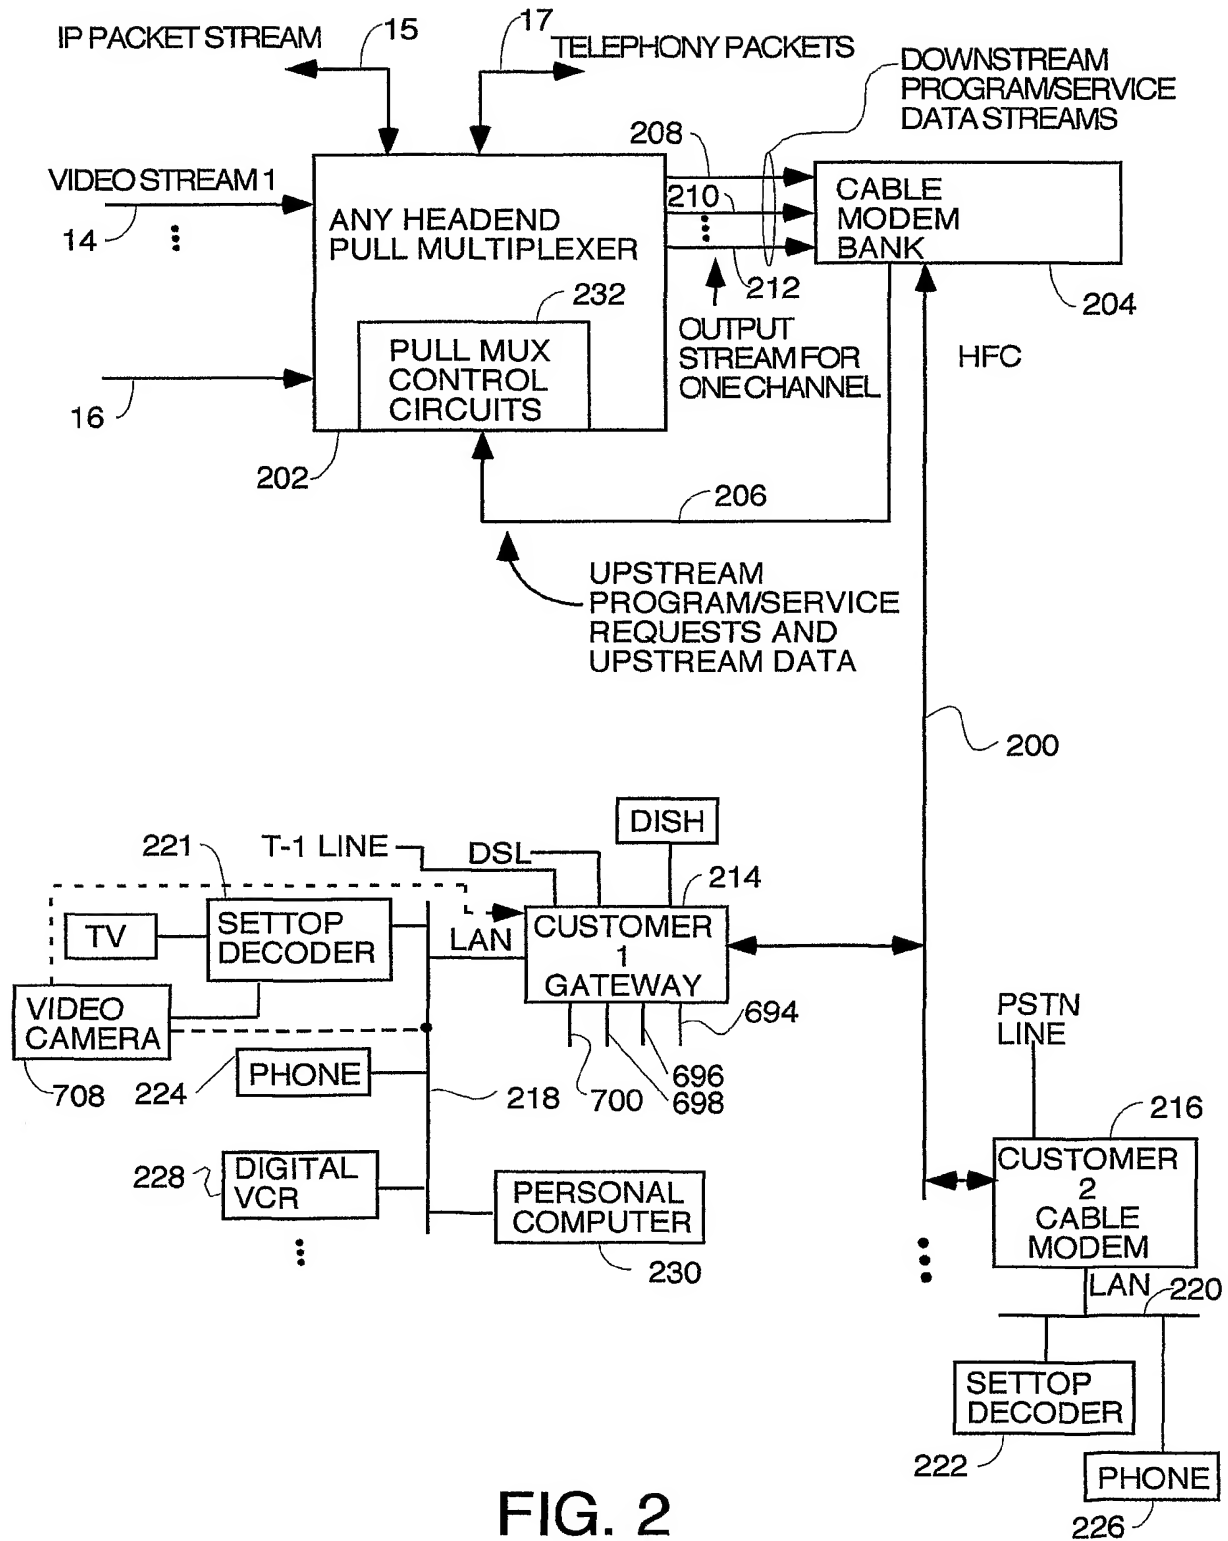 IP PACKET STREAM
15
17
TELEPHONY PACKETS
DOWNSTREAM
PROGRAM/SERVICE
DATA STREAMS
VIDEO STREAM 1
14
16
ANY HEADEND
PULL MULTIPLEXER
232
PULL MUX
CONTROL
CIRCUITS
202
208
210
212
OUTPUT
STREAM FOR
ONE CHANNEL
CABLE
MODEM
BANK
204
HFC
206
UPSTREAM
PROGRAM/SERVICE
REQUESTS AND
UPSTREAM DATA
200
DISH
T-1 LINE
DSL
221
214
TV
SETTOP
DECODER
LAN
CUSTOMER
1
GATEWAY
VIDEO
CAMERA
708
694
696
698
700
224
PHONE
218
228
DIGITAL
VCR
PERSONAL
COMPUTER
230
PSTN
LINE
216
CUSTOMER
2
CABLE
MODEM
LAN
220
SETTOP
DECODER
222
PHONE
226
FIG. 2